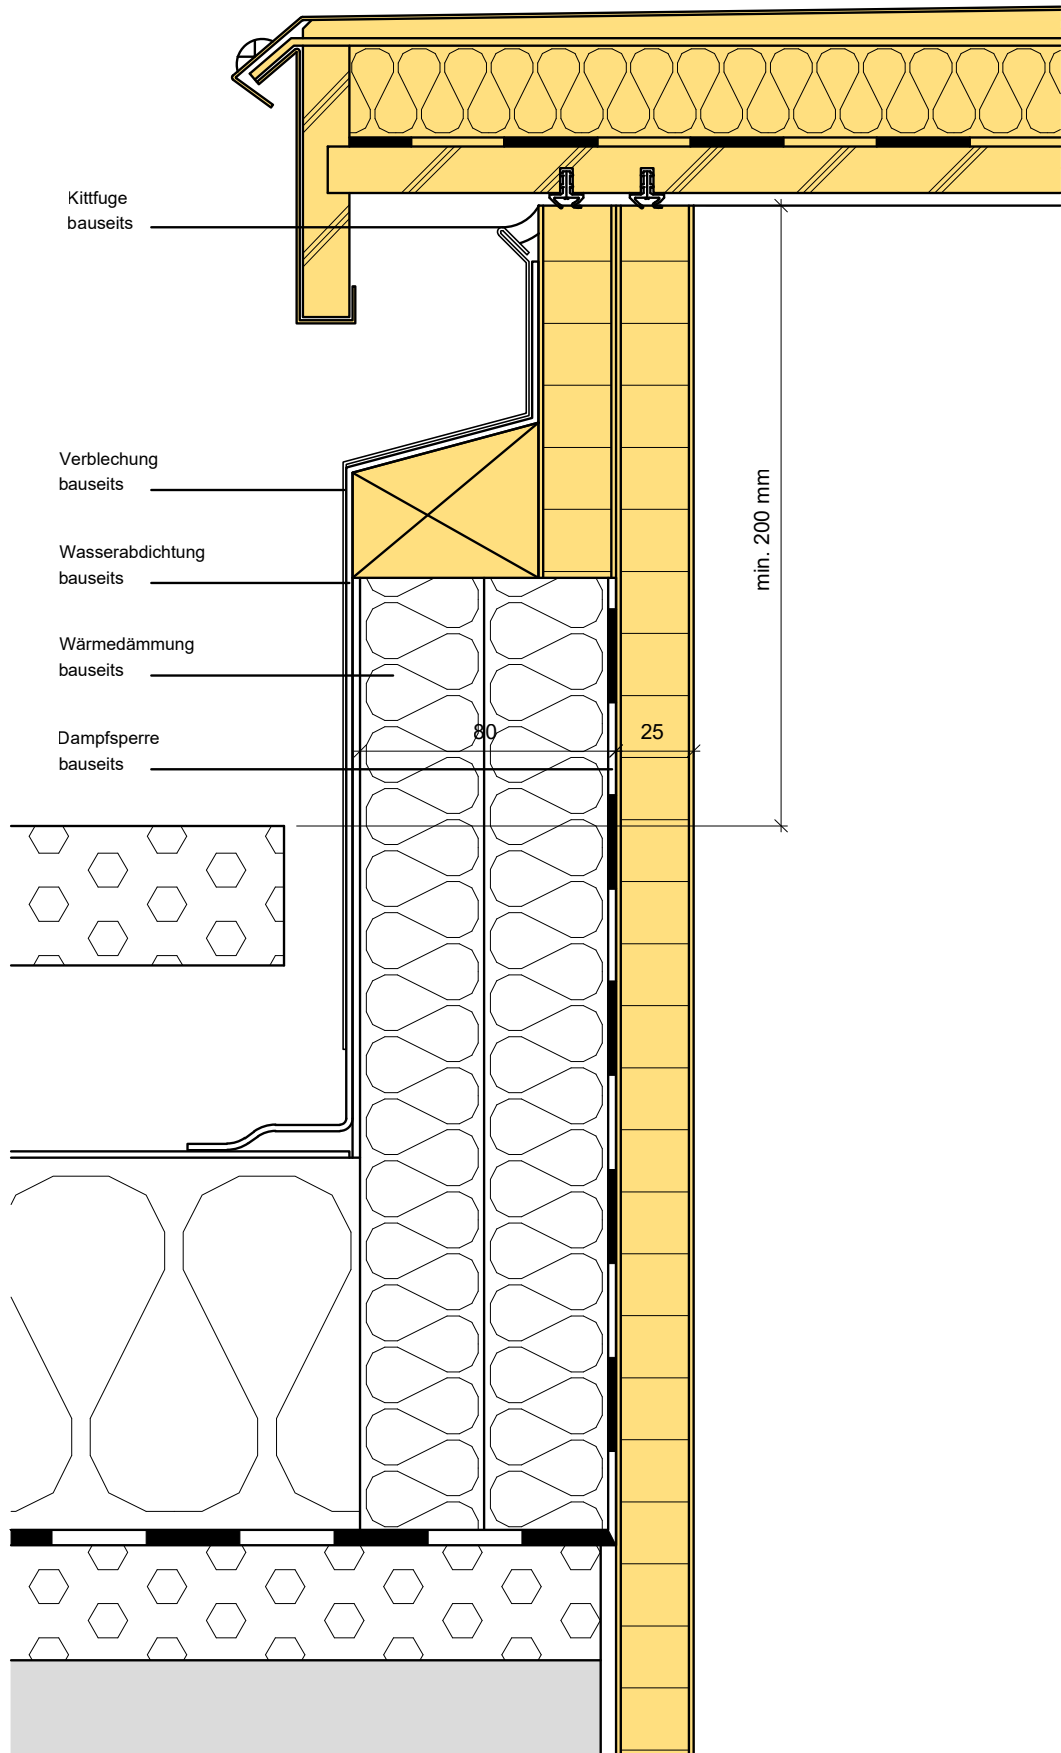 Kittfuge
bauseits
Verblechung
bauseits
min. 200 mm
Wasserabdichtung
bauseits
Wärmedämmung
bauseits
80
25
Dampfsperre
bauseits